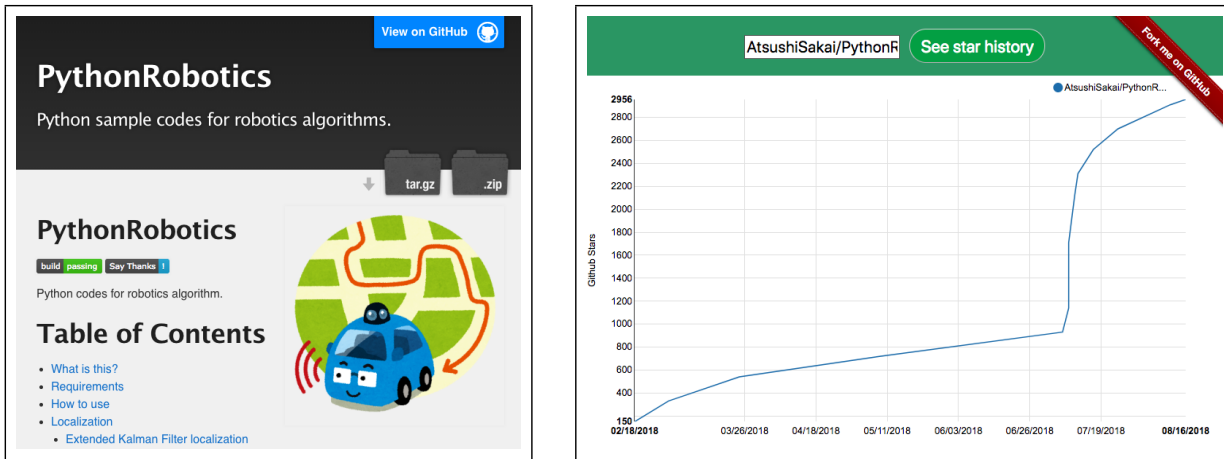 View on GitHub
PythonRobotics
Python sample codes for robotics algorithms.
tar.gz
.zip
PythonRobotics
build passing Say Thanks !
Python codes for robotics algorithm.
Table of Contents
What is this?
Requirements
How to use
Localization
Extended Kalman Filter localization
AtsushiSakai/PythonR
See star history
Fork me on GitHub
AtsushiSakai/PythonR...
2956
2800
2600
2400
2200
2000
1800
1600
1400
1200
1000
800
600
400
150
Github Stars
02/18/2018 03/26/2018 04/18/2018 05/11/2018 06/03/2018 06/26/2018 07/19/2018 08/16/2018